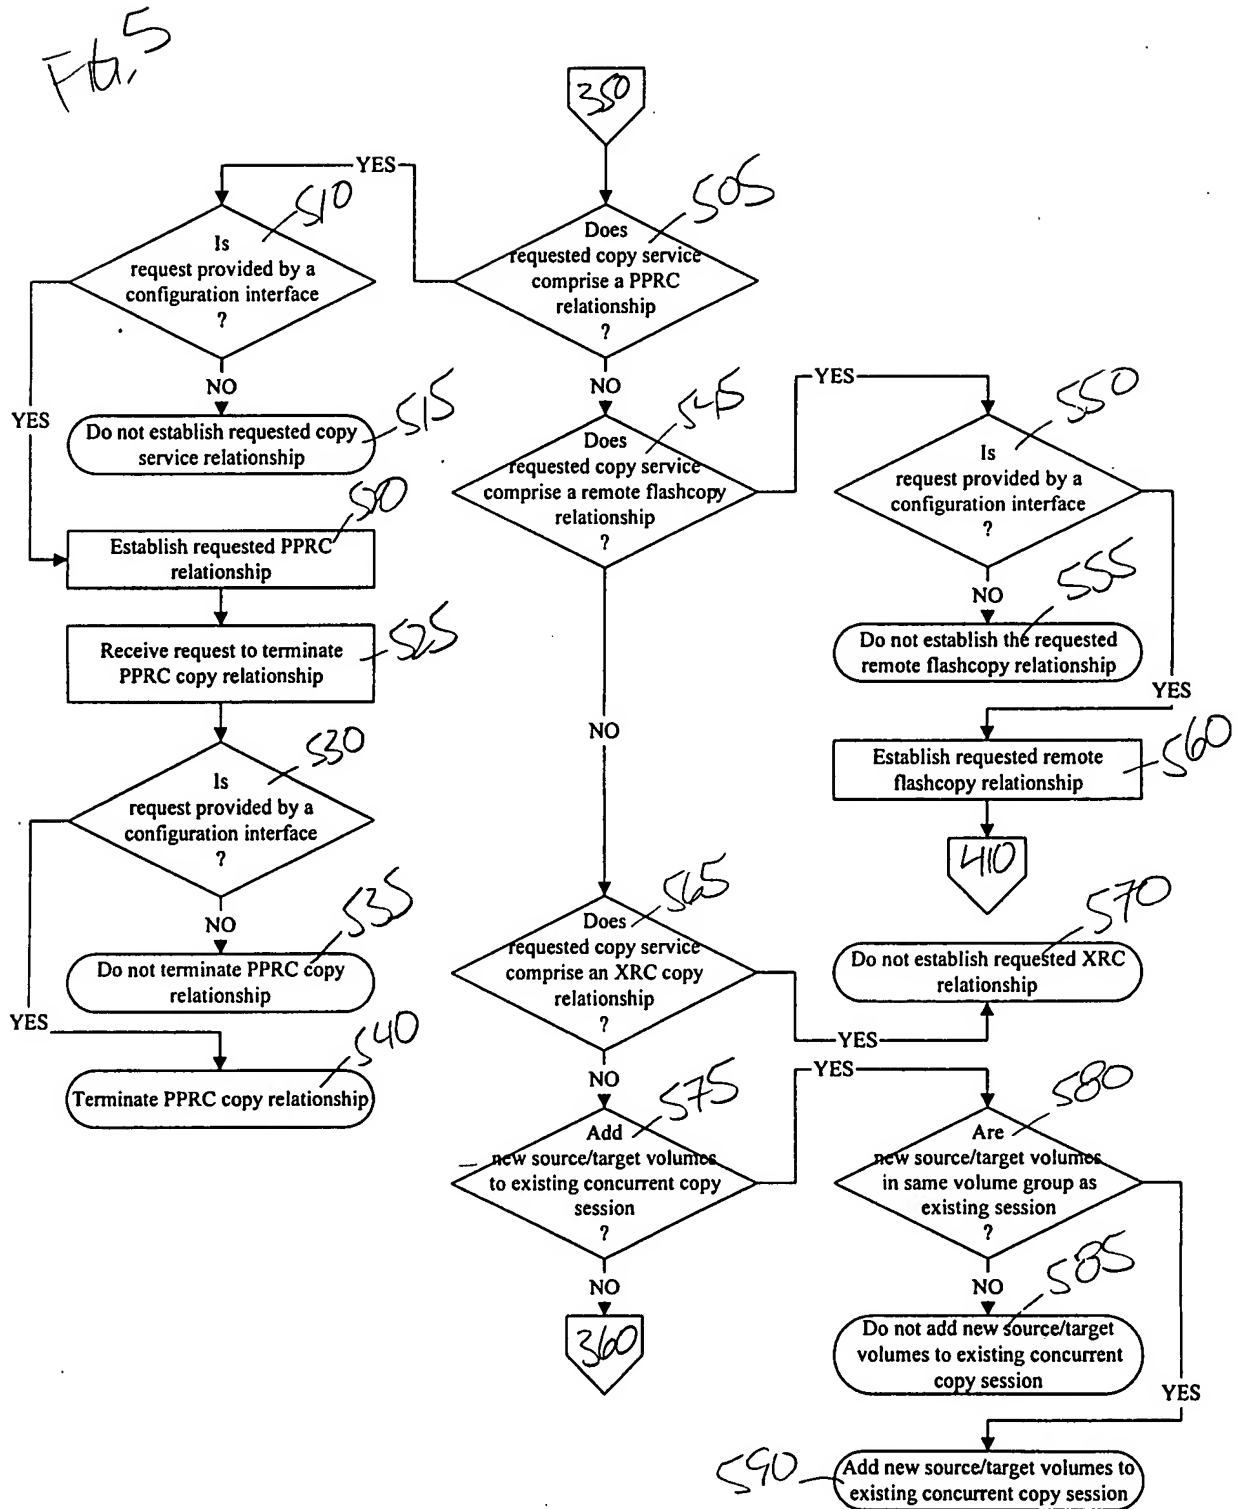 FIG. 5
350
YES
510
505
Is
request provided by a
configuration interface
?
Does
requested copy service
comprise a PPRC
relationship
?
NO
NO
YES
YES
515
545
550
Do not establish requested copy
service relationship
Does
requested copy service
comprise a remote flashcopy
relationship
?
Is
request provided by a
configuration interface
?
520
Establish requested PPRC
relationship
NO
555
525
Receive request to terminate
PPRC copy relationship
Do not establish the requested
remote flashcopy relationship
YES
NO
530
Is
request provided by a
configuration interface
?
560
Establish requested remote
flashcopy relationship
410
NO
535
565
570
Do not terminate PPRC copy
relationship
Does
requested copy service
comprise an XRC copy
relationship
?
Do not establish requested XRC
relationship
YES
YES
540
Terminate PPRC copy relationship
NO
575
YES
580
Add
new source/target volumes
to existing concurrent copy
session
?
Are
new source/target volumes
in same volume group as
existing session
?
NO
NO
585
360
Do not add new source/target
volumes to existing concurrent
copy session
YES
590
Add new source/target volumes to
existing concurrent copy session